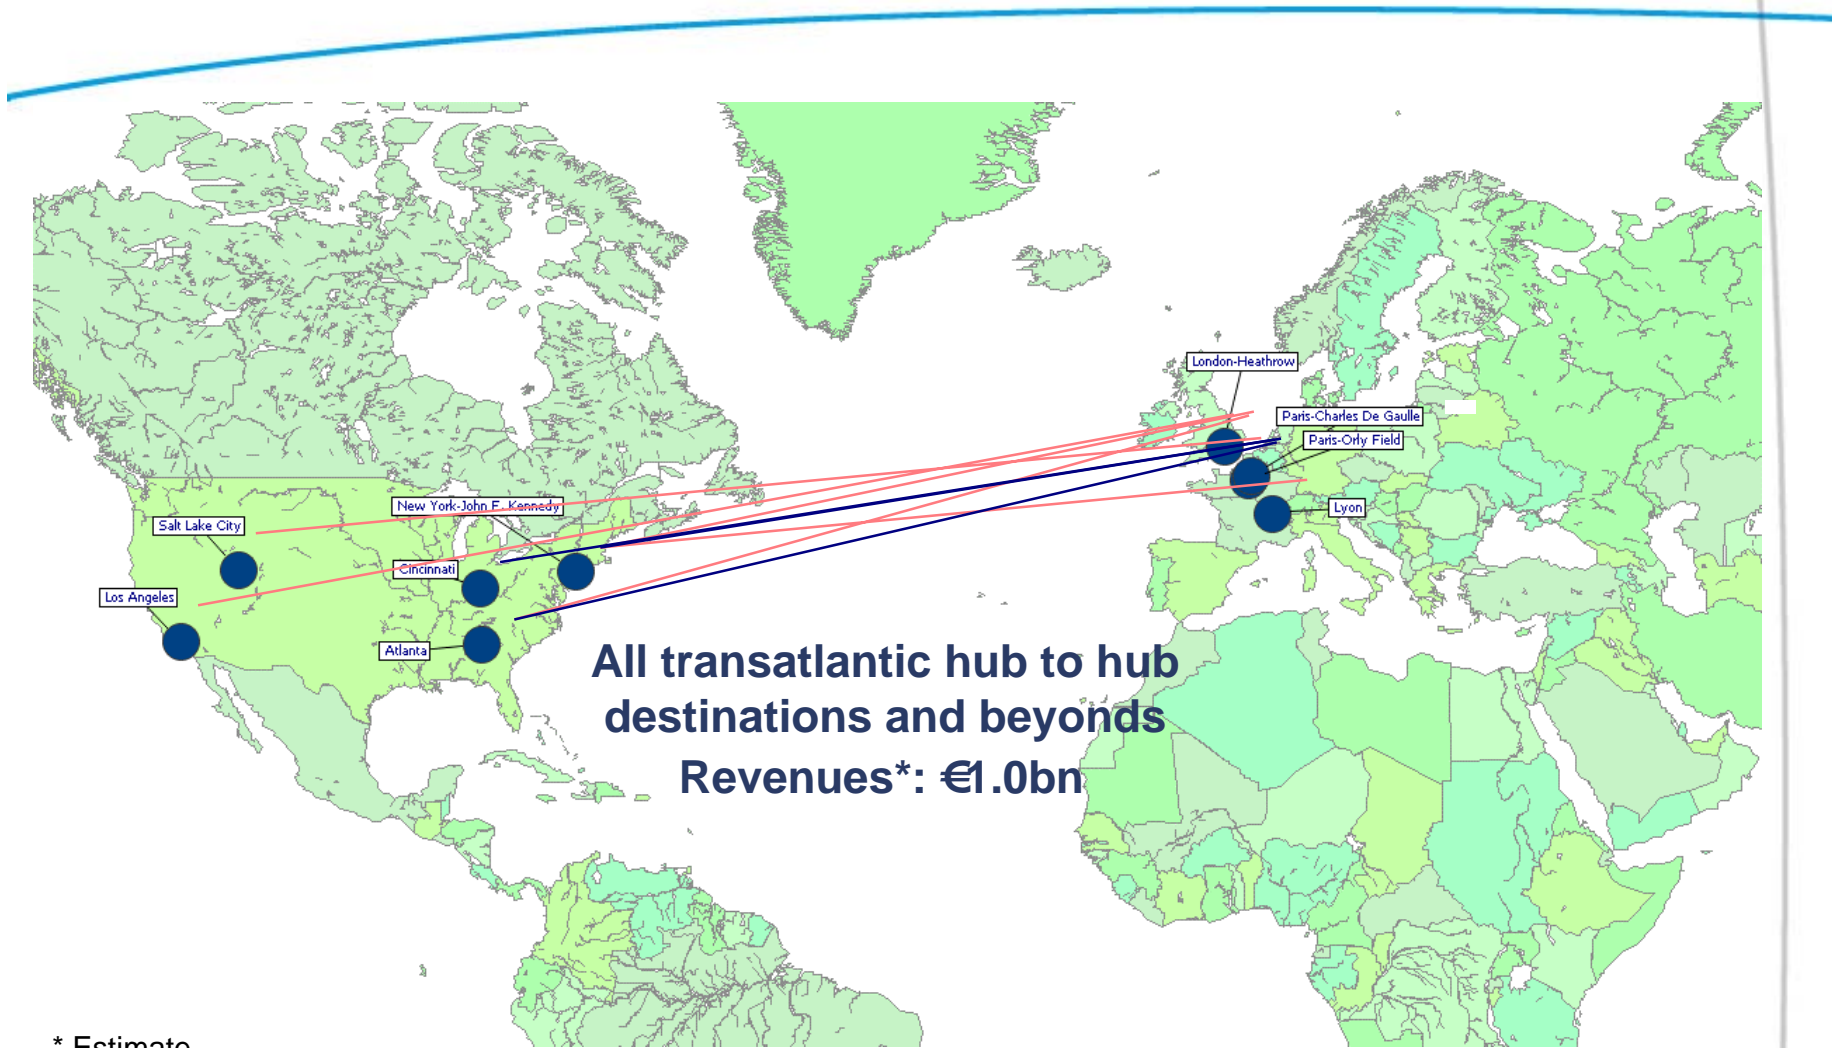 London-Heathrow
Paris-Charles De Gaulle
Paris-Orly Field
Lyon
New York-John F. Kennedy
Salt Lake City
Cincinnati
Los Angeles
Atlanta
All transatlantic hub to hub
destinations and beyonds
Revenues*: €1.0bn
* Estimate